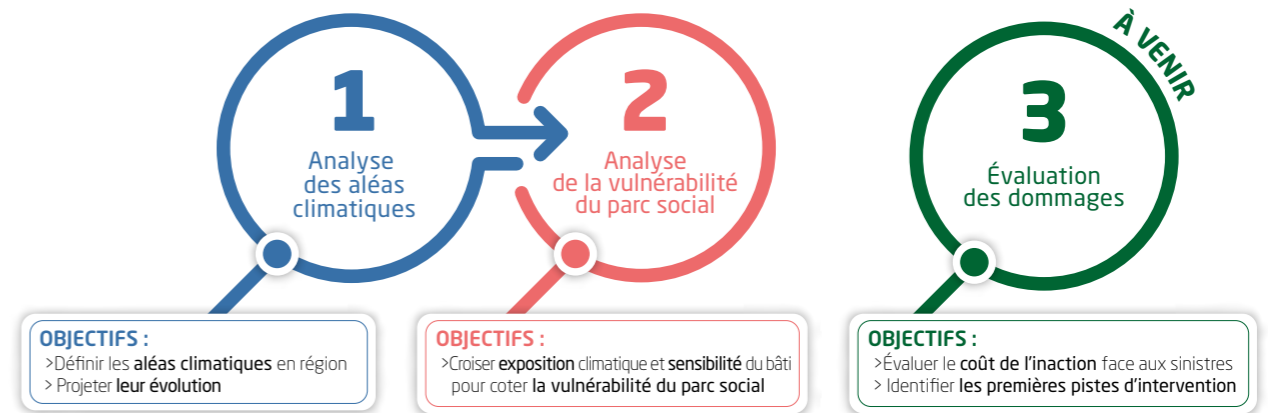 1
Analyse
des aléas
climatiques
OBJECTIFS :
>Définir les aléas climatiques en région
> Projeter leur évolution
2
Analyse
de la vulnérabilité
du parc social
OBJECTIFS :
>Croiser exposition climatique et sensibilité du bâti
pour coter la vulnérabilité du parc social
À VENIR
3
Évaluation
des dommages
OBJECTIFS :
>Évaluer le coût de l'inaction face aux sinistres
> Identifier les premières pistes d'intervention